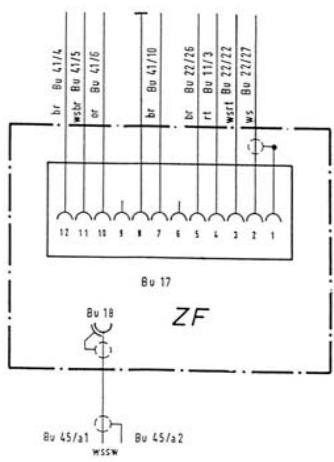 br Bu 41/4
wsbr Bu 41/5
or Bu 41/6
br Bu 41/10
br Bu 22/26
rt Bu 11/3
wsrt Bu 22/22
ws Bu 22/27
12 11 10 9 8 7 6 5 4 3 2 1
Bu 17
Bu 18
ZF
Bu 45/a1 Bu 45/a2
wssw